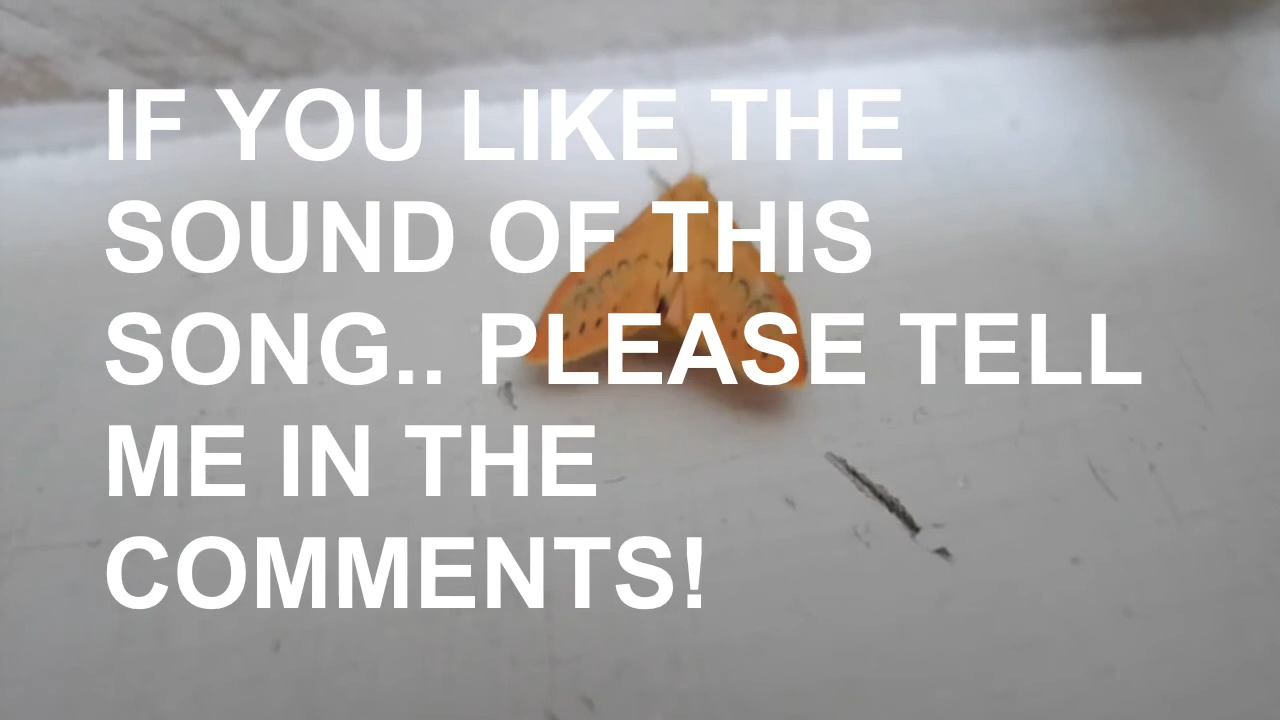 IF YOU LIKE THE
SOUND OF THIS
SONG.. PLEASE TELL
ME IN THE
COMMENTS!